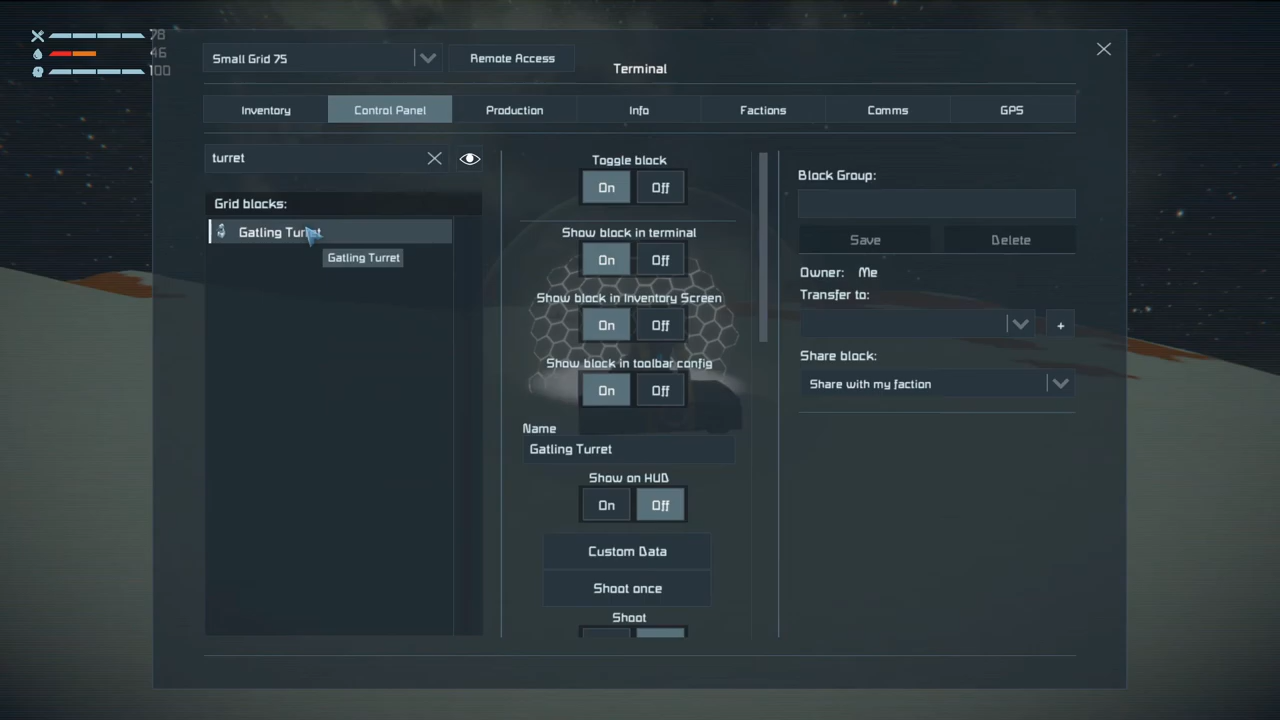 78
46
100
Small Grid 75
Remote Access
Terminal
Inventory
Control Panel
Production
Info
Factions
Comms
GPS
turret
Grid blocks:
Gatling Turret
Gatling Turret
Toggle block
On
Off
Show block in terminal
On
Off
Show block in Inventory Screen
On
Off
Show block in toolbar config
On
Off
Name
Gatling Turret
Show on HUD
On
Off
Custom Data
Shoot once
Shoot
Block Group:
Save
Delete
Owner: Me
Transfer to:
+
Share block:
Share with my faction